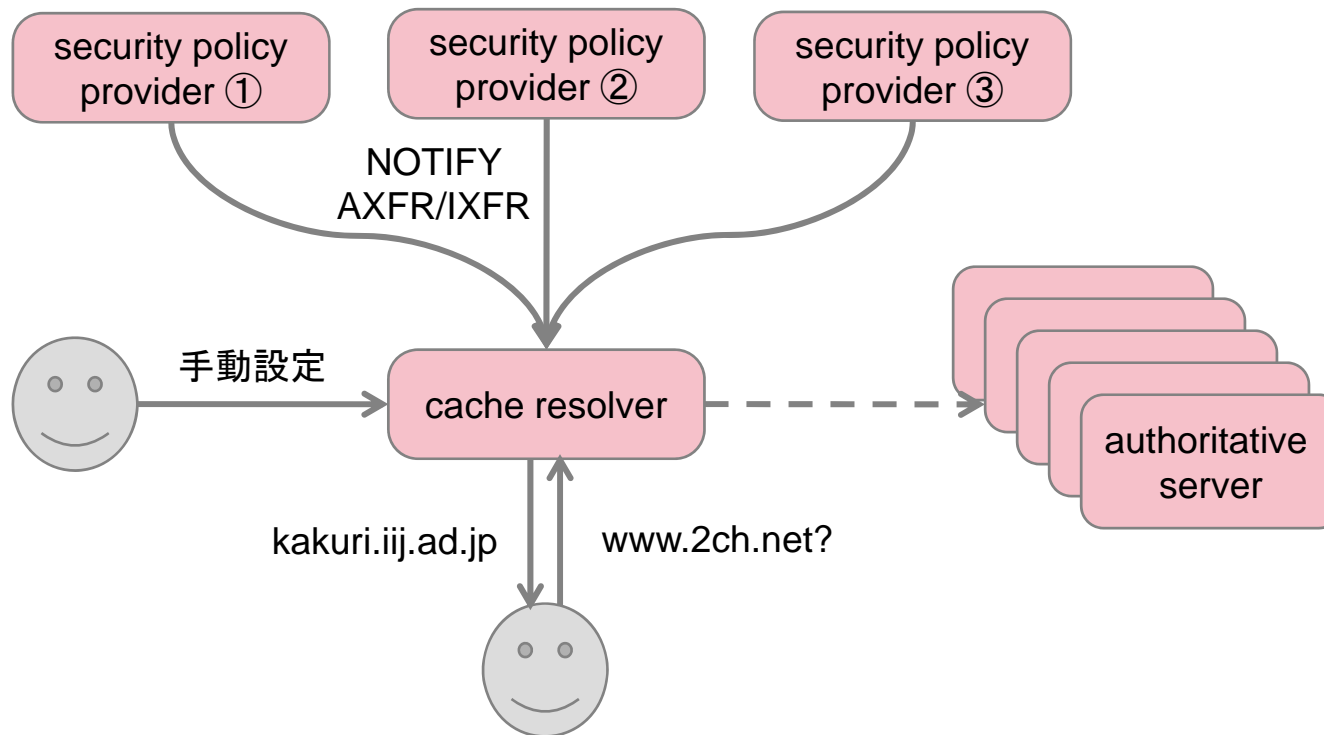 security policy
provider ①
security policy
provider ②
security policy
provider ③
NOTIFY
AXFR/IXFR
手動設定
cache resolver
authoritative
server
kakuri.iij.ad.jp
www.2ch.net?